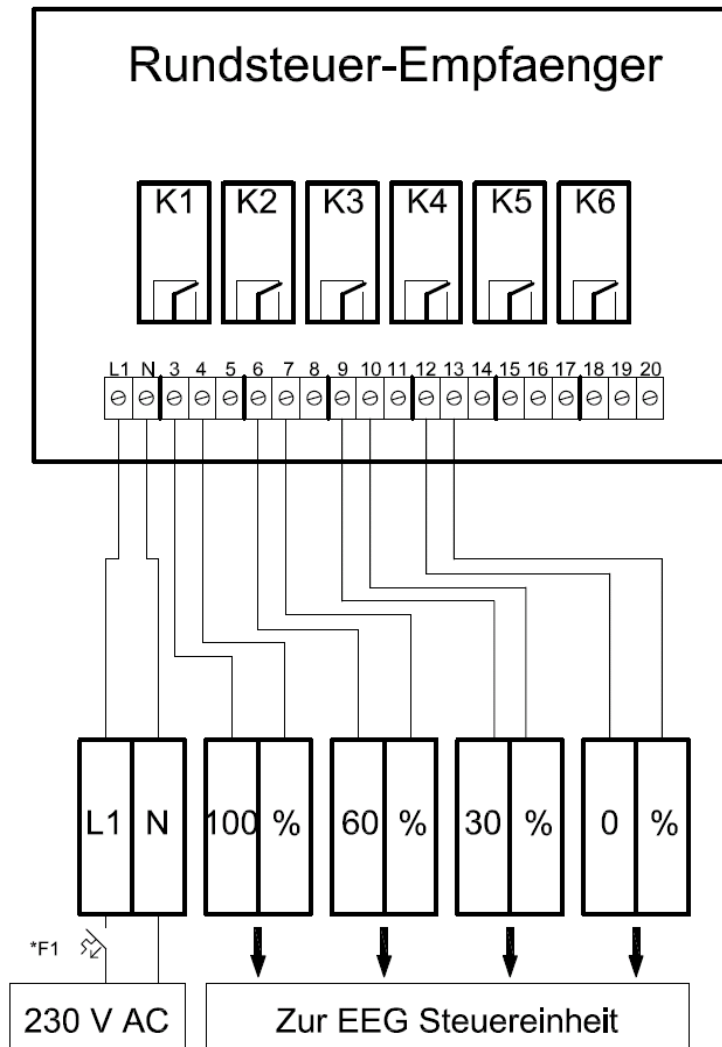 Rundsteuer-Empfaenger
K1 K2 K3 K4 K5 K6
L1 N 3 4 5 6 7 8 9 10 11 12 13 14 15 16 17 18 19 20
L1 N 100 % 60 % 30 % 0 %
*F1
230 V AC Zur EEG Steuereinheit